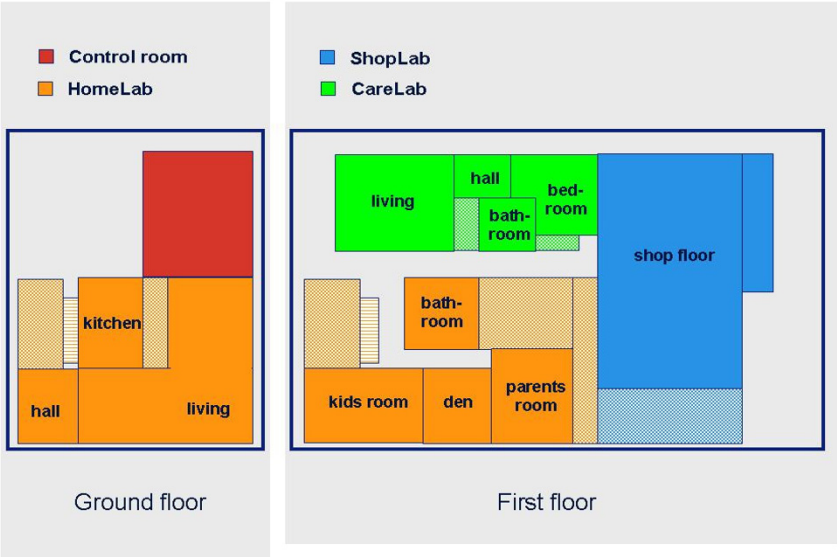 Control room
HomeLab
kitchen
hall
living
Ground floor
ShopLab
CareLab
living
hall
bed-
room
bath-
room
shop floor
bath-
room
kids room
den
parents
room
First floor